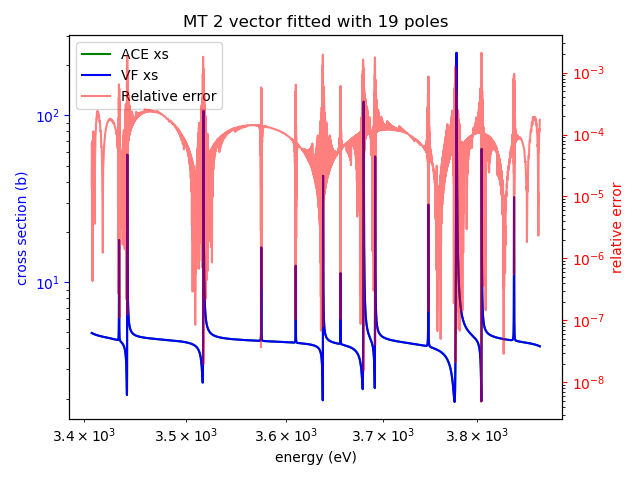 MT 2 vector fitted with 19 poles
ACE xs
VF xs
Relative error
cross section (b)
10²
10¹
relative error
10⁻³
10⁻⁴
10⁻⁵
10⁻⁶
10⁻⁷
10⁻⁸
3.4 × 10³ 3.5 × 10³ 3.6 × 10³ 3.7 × 10³ 3.8 × 10³
energy (eV)